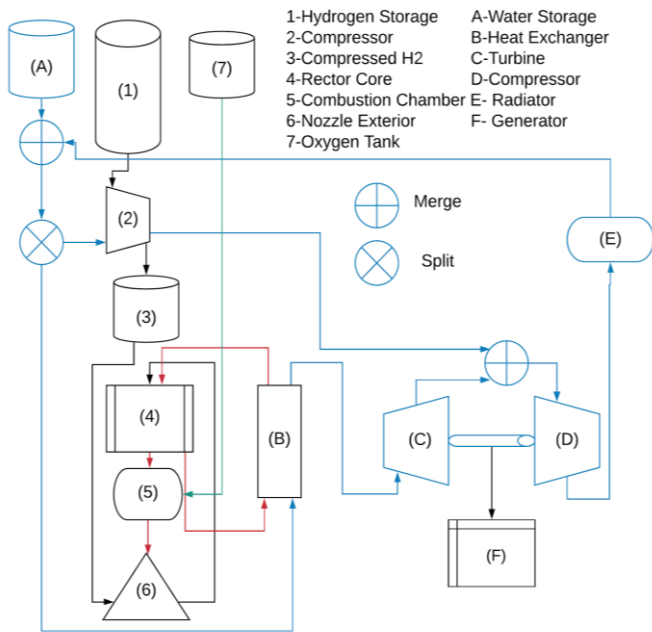 1-Hydrogen Storage
2-Compressor
3-Compressed H2
4-Rector Core
5-Combustion Chamber
6-Nozzle Exterior
7-Oxygen Tank
A-Water Storage
B-Heat Exchanger
C-Turbine
D-Compressor
E- Radiator
F- Generator
(A)
(1)
(7)
Merge
Split
(2)
(E)
(3)
(4)
(B)
(C)
(D)
(5)
(F)
(6)